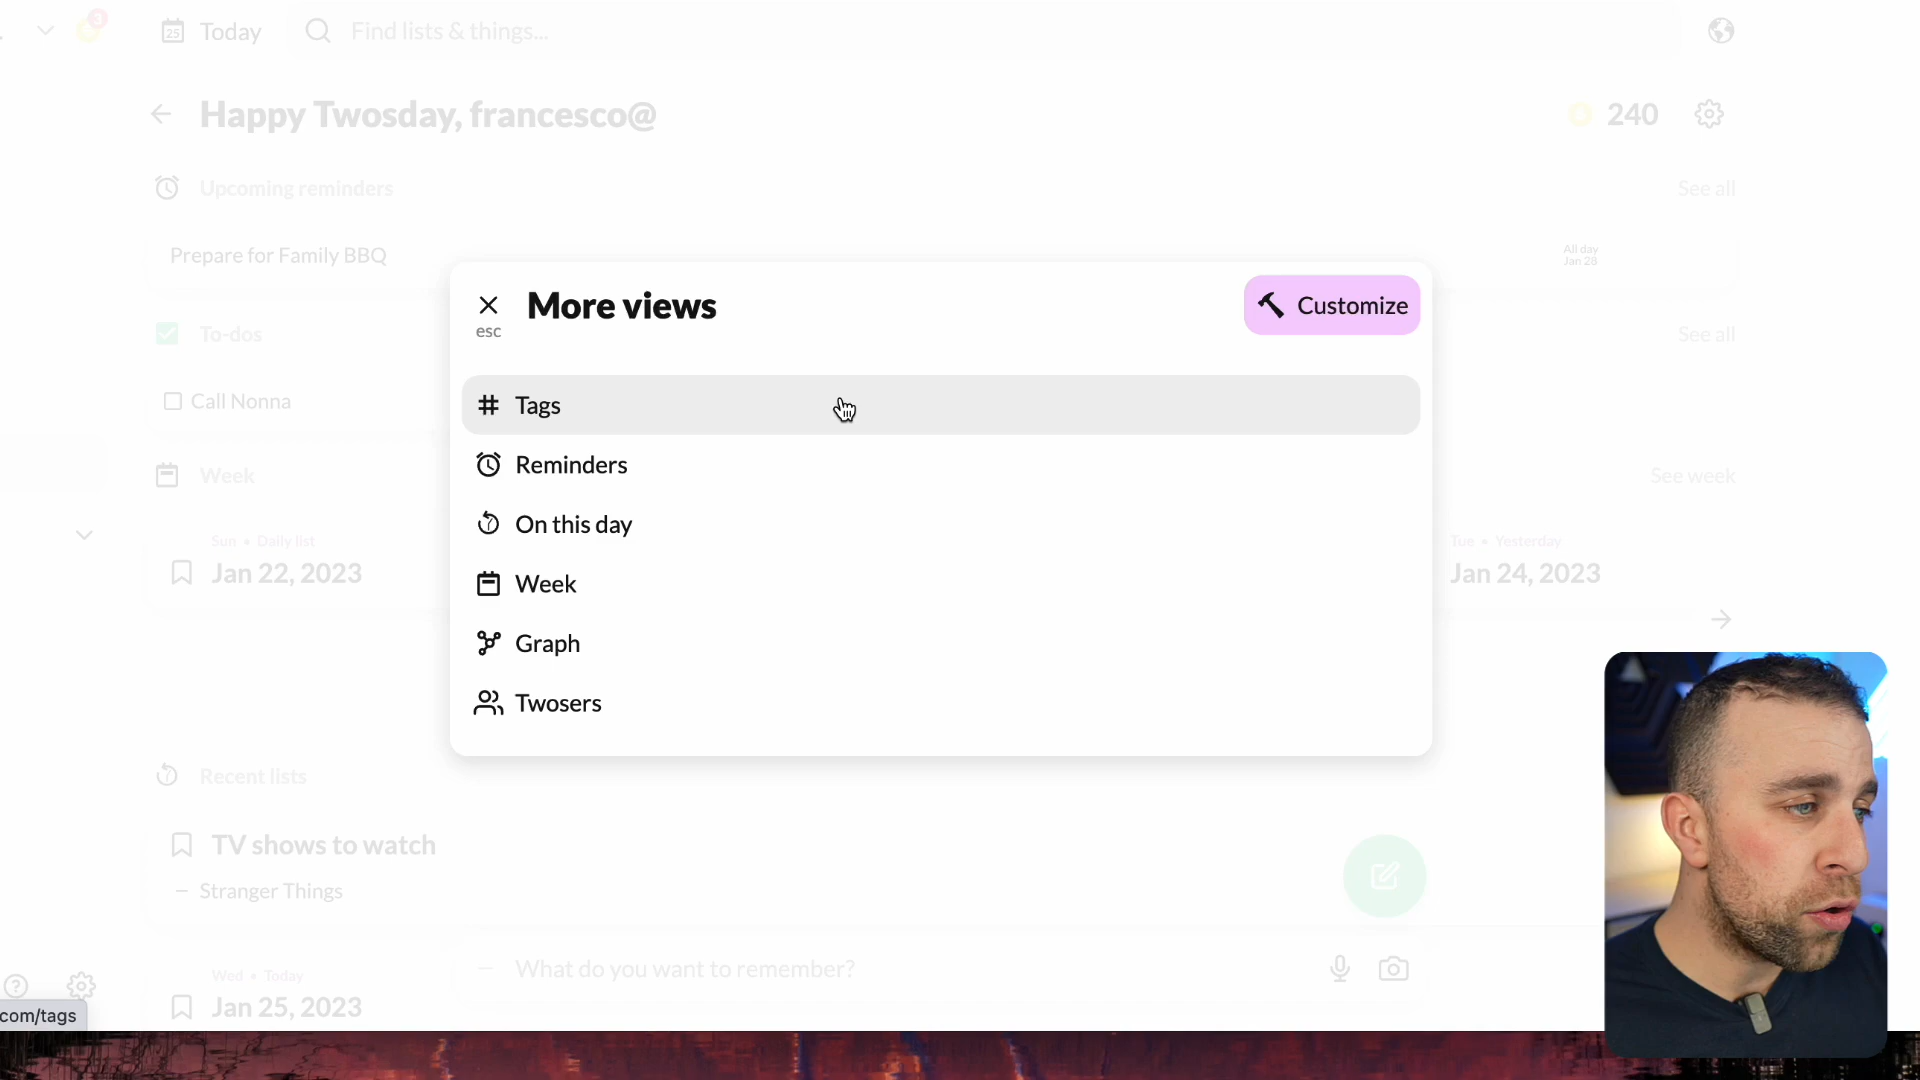 3
25
Today
Find lists & things...
Happy Twosday, francesco@
240
Upcoming reminders
See all
Prepare for Family BBQ
All day
Jan 28
More views
esc
Customize
To-dos
See all
Call Nonna
Tags
Reminders
Week
See week
On this day
Sun • Daily list
Jan 22, 2023
Tue • Yesterday
Jan 24, 2023
Week
Graph
Twosers
Recent lists
TV shows to watch
– Stranger Things
– What do you want to remember?
Wed • Today
Jan 25, 2023
com/tags